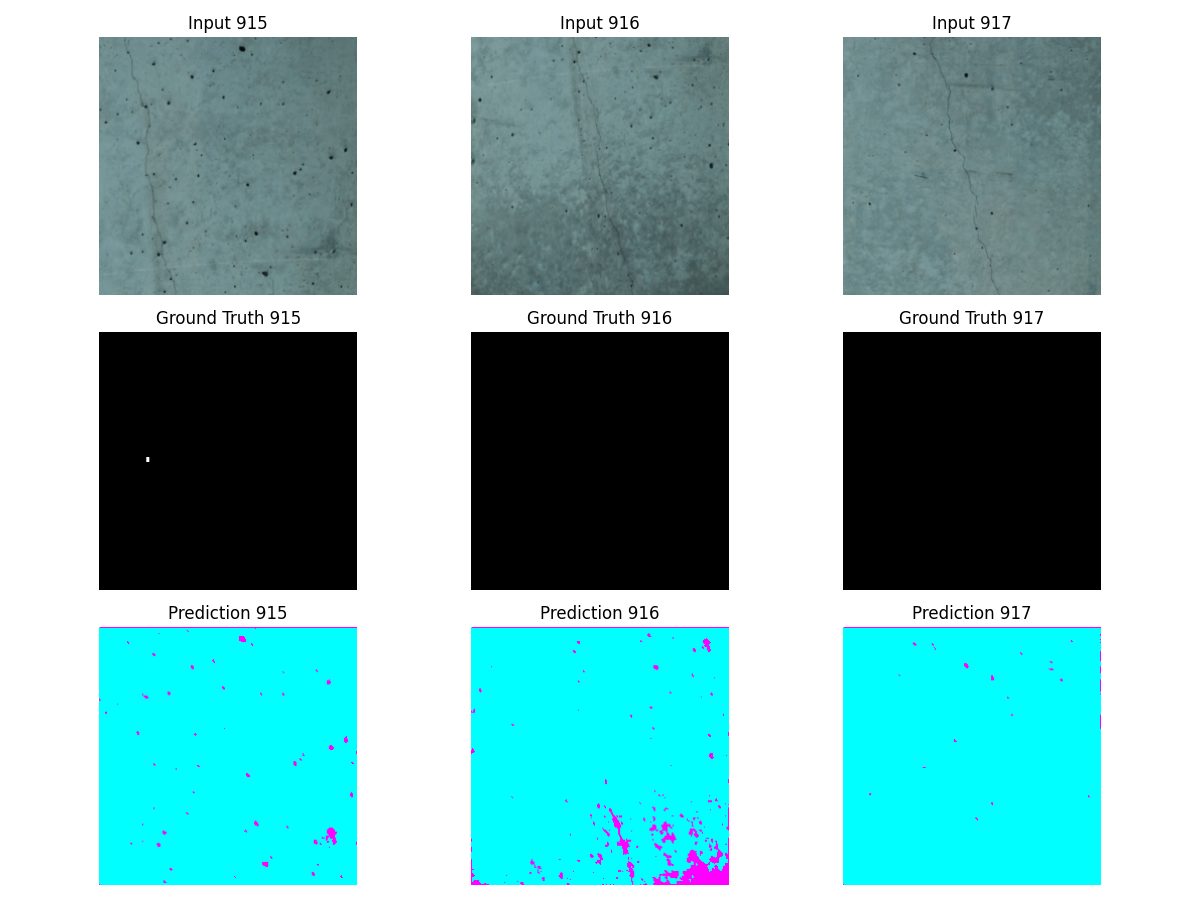 Input 915
Input 916
Input 917
Ground Truth 915
Ground Truth 916
Ground Truth 917
Prediction 915
Prediction 916
Prediction 917